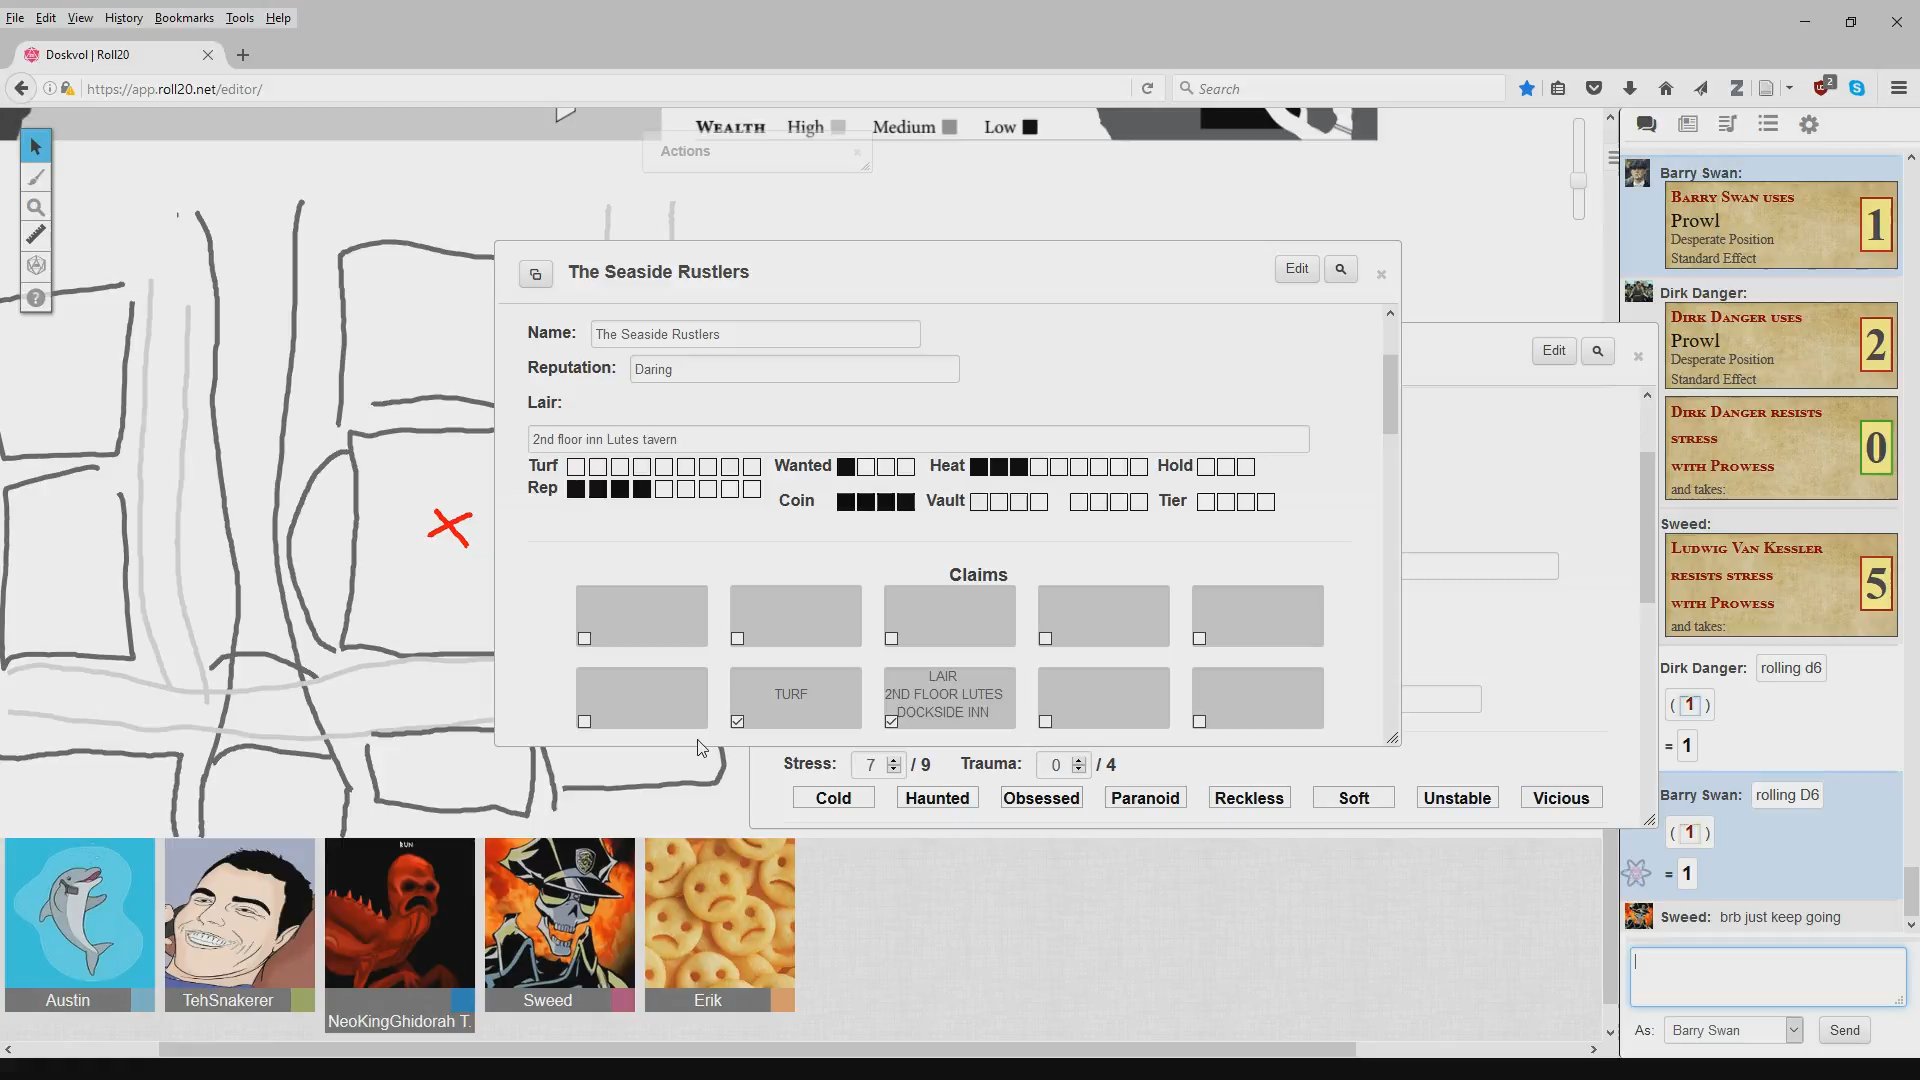 File Edit View History Bookmarks Tools Help
Doskvol | Roll20
https://app.roll20.net/editor/
Search
2
Wealth High Medium Low
Actions
The Seaside Rustlers
Edit
Name: The Seaside Rustlers
Reputation: Daring
Lair:
2nd floor inn Lutes tavern
Turf Wanted Heat Hold
Rep
Coin Vault Tier
Claims
TURF
LAIR
2ND FLOOR LUTES
DOCKSIDE INN
Edit
Stress: 7 / 9 Trauma: 0 / 4
Cold Haunted Obsessed Paranoid Reckless Soft Unstable Vicious
RUN
Austin
TehSnakerer
NeoKingGhidorah T.
Sweed
Erik
Barry Swan:
Barry Swan uses
Prowl
Desperate Position
Standard Effect
1
Dirk Danger:
Dirk Danger uses
Prowl
Desperate Position
Standard Effect
2
Dirk Danger resists
stress
with Prowess
and takes:
0
Sweed:
Ludwig Van Kessler
resists stress
with Prowess
and takes:
5
Dirk Danger: rolling d6
( 1 )
= 1
Barry Swan: rolling D6
( 1 )
= 1
Sweed: brb just keep going
As: Barry Swan Send